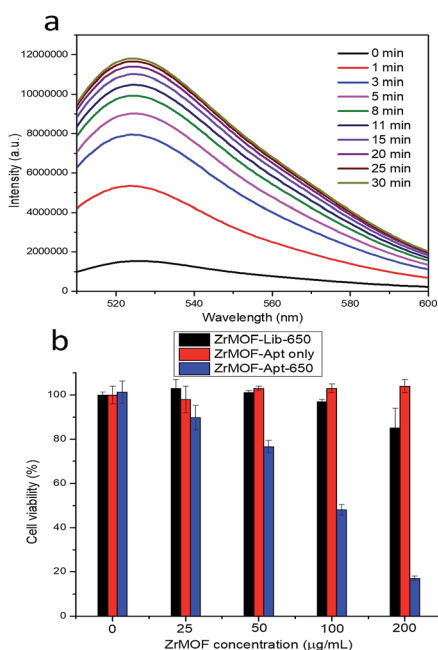 a
12000000
10000000
8000000
6000000
4000000
2000000
0
Intensity (a.u.)
0 min
1 min
3 min
5 min
8 min
11 min
15 min
20 min
25 min
30 min
520 540 560 580 600
Wavelength (nm)
b
ZrMOF-Lib-650
ZrMOF-Apt only
ZrMOF-Apt-650
100
80
60
40
20
0
Cell viability (%)
0 25 50 100 200
ZrMOF concentration (μg/mL)